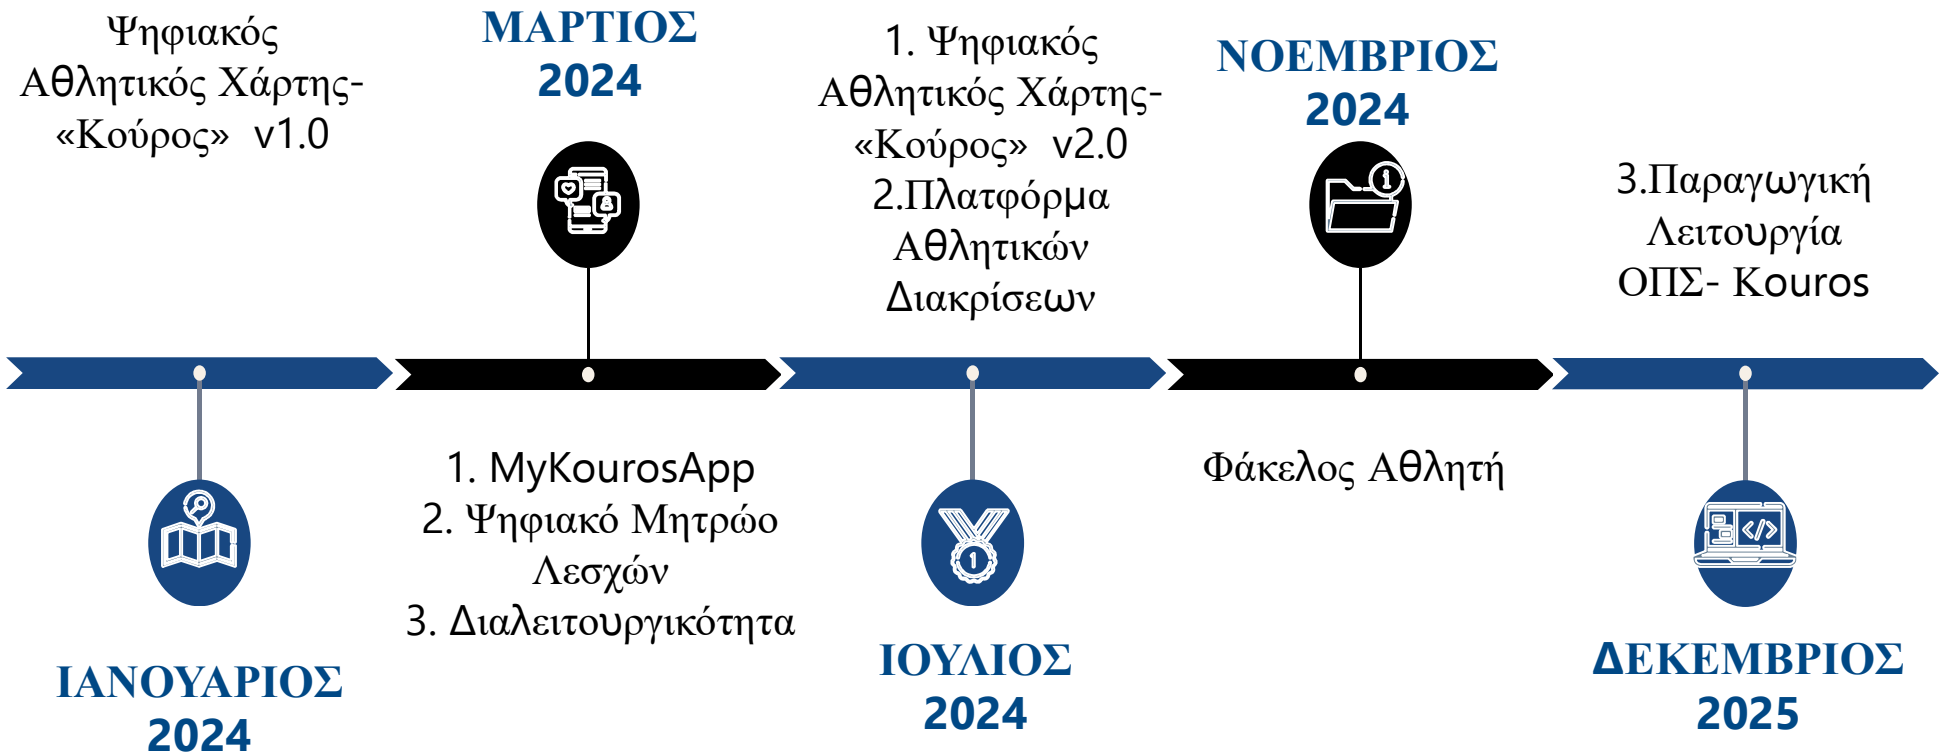 Ψηφιακός
Αθλητικός Χάρτης-
«Κούρος» v1.0
ΙΑΝΟΥΑΡΙΟΣ
2024
ΜΑΡΤΙΟΣ
2024
1. MyKourosApp
2. Ψηφιακό Μητρώο
Λεσχών
3. Διαλειτουργικότητα
1. Ψηφιακός
Αθλητικός Χάρτης-
«Κούρος» v2.0
2.Πλατφόρμα
Αθλητικών
Διακρίσεων
1
ΙΟΥΛΙΟΣ
2024
ΝΟΕΜΒΡΙΟΣ
2024
i
Φάκελος Αθλητή
3.Παραγωγική
Λειτουργία
ΟΠΣ- Kouros
</>
ΔΕΚΕΜΒΡΙΟΣ
2025